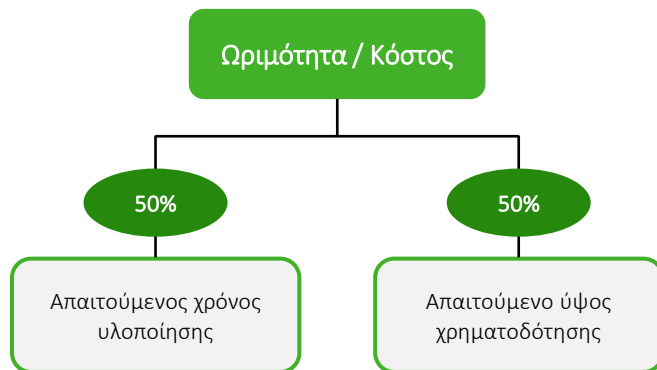 Ωριμότητα / Κόστος
50%
50%
Απαιτούμενος χρόνος
υλοποίησης
Απαιτούμενο ύψος
χρηματοδότησης